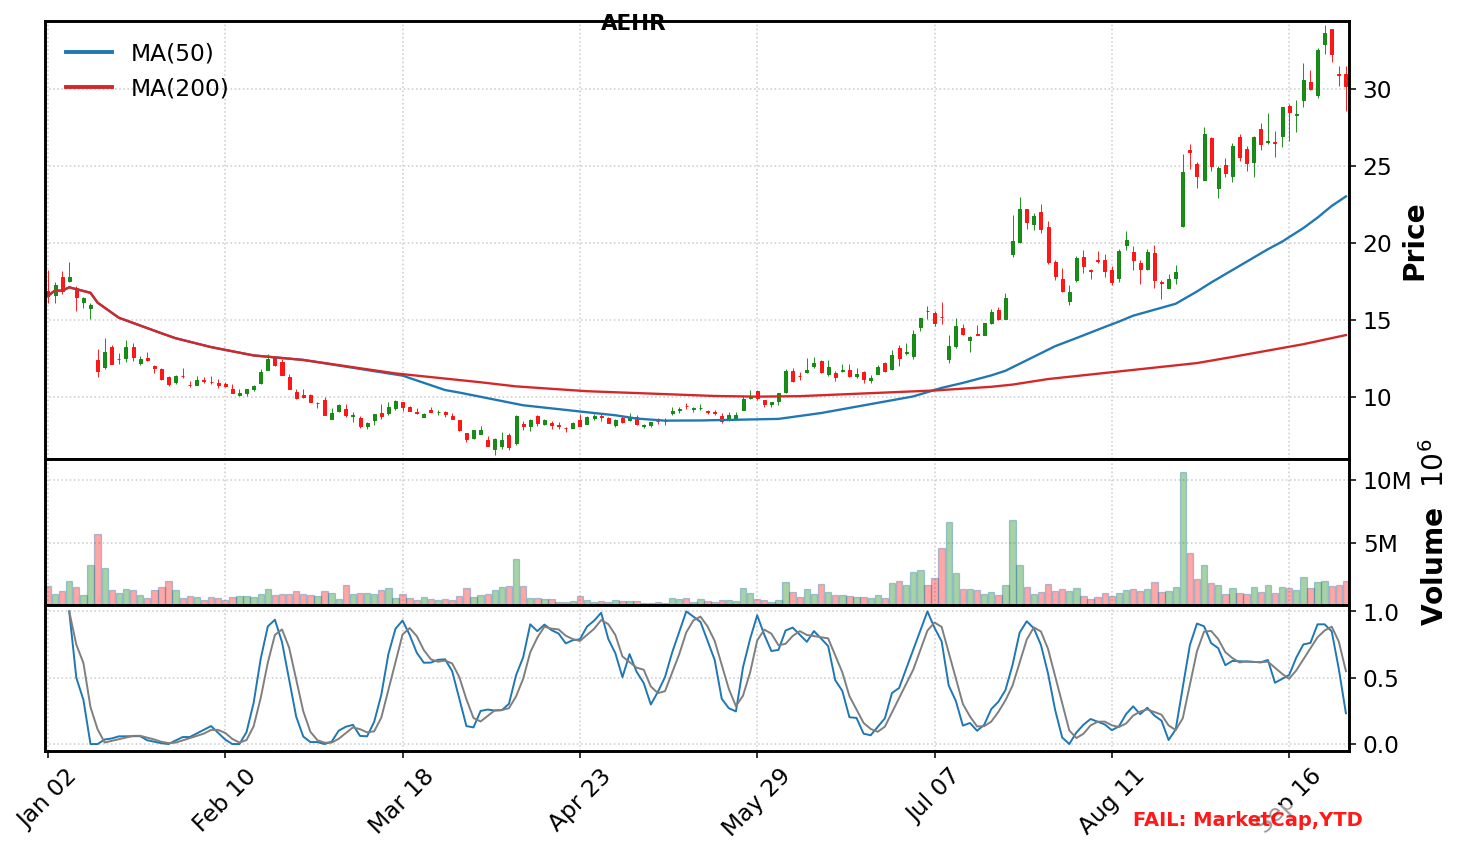 AEHR
MA(50)
MA(200)
30
25
20
15
10
Price
10M
5M
Volume 10⁶
1.0
0.5
0.0
Jan 02
Feb 10
Mar 18
Apr 23
May 29
Jul 07
Aug 11
Sep 16
FAIL: MarketCap,YTD